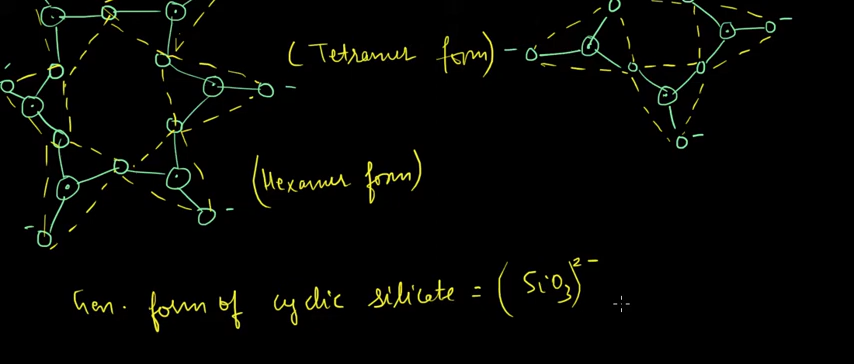 (Tetramer form)
(Hexamer form)
Gen. form of cyclic silicate = (SiO₃)²⁻